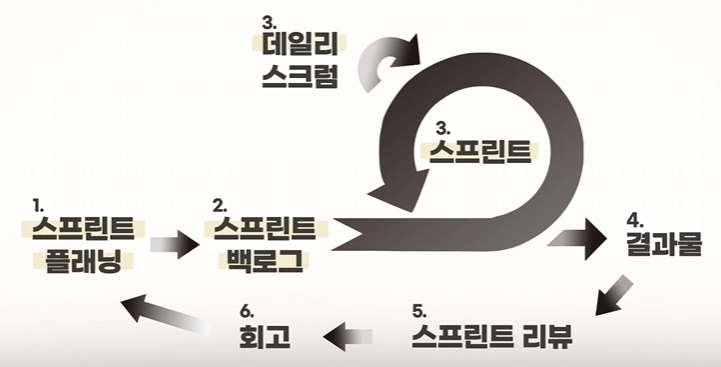 3.
데일리
스크럼
3.
스프린트
1.
스프린트
플래닝
2.
스프린트
백로그
4.
결과물
5.
스프린트 리뷰
6.
회고